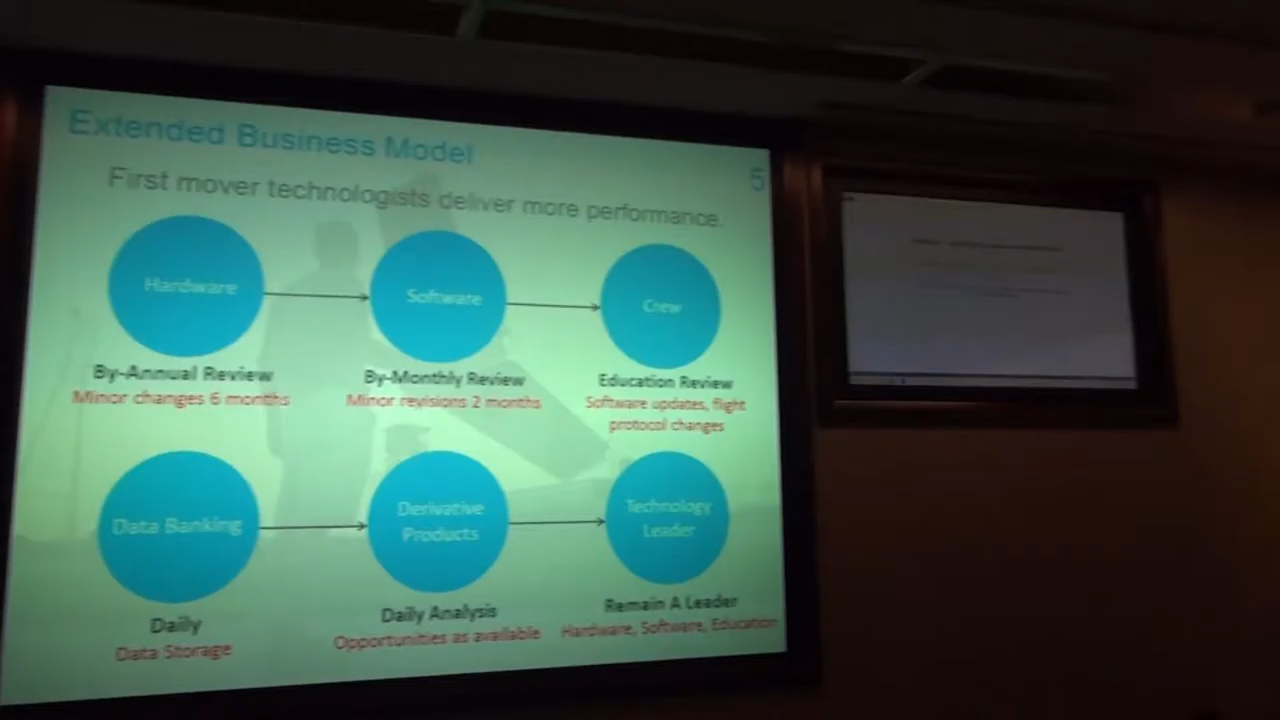 Extended Business Model
5
First mover technologists deliver more performance.
Hardware
Software
Crew
By-Annual Review
Minor changes 6 months
By-Monthly Review
Minor revisions 2 months
Education Review
Software updates, flight
protocol changes
Data Banking
Derivative
Products
Technology
Leader
Daily
Data Storage
Daily Analysis
Opportunities as available
Remain A Leader
Hardware, Software, Education